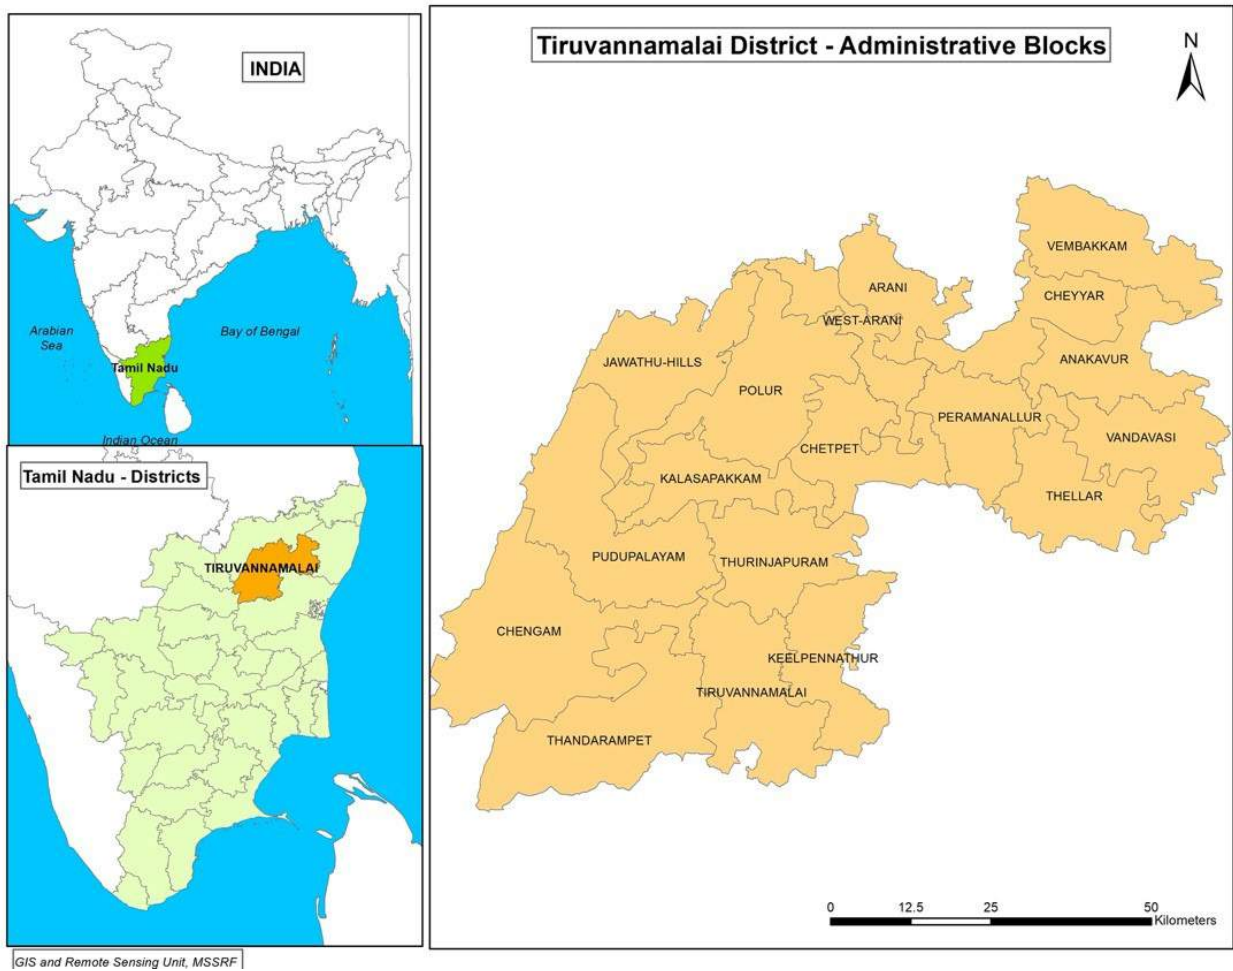 INDIA
Arabian
Sea
Bay of Bengal
Tamil Nadu
Indian Ocean
Tamil Nadu - Districts
TIRUVANNAMALAI
GIS and Remote Sensing Unit, MSSRF
Tiruvannamalai District - Administrative Blocks
N
VEMBAKKAM
ARANI
CHEYYAR
WEST-ARANI
JAWATHU-HILLS
ANAKAVUR
POLUR
PERAMANALLUR
VANDAVASI
CHETPET
KALASAPAKKAM
THELLAR
PUDUPALAYAM
THURINJAPURAM
CHENGAM
KEELPENNATHUR
TIRUVANNAMALAI
THANDARAMPET
0 12.5 25 50
Kilometers